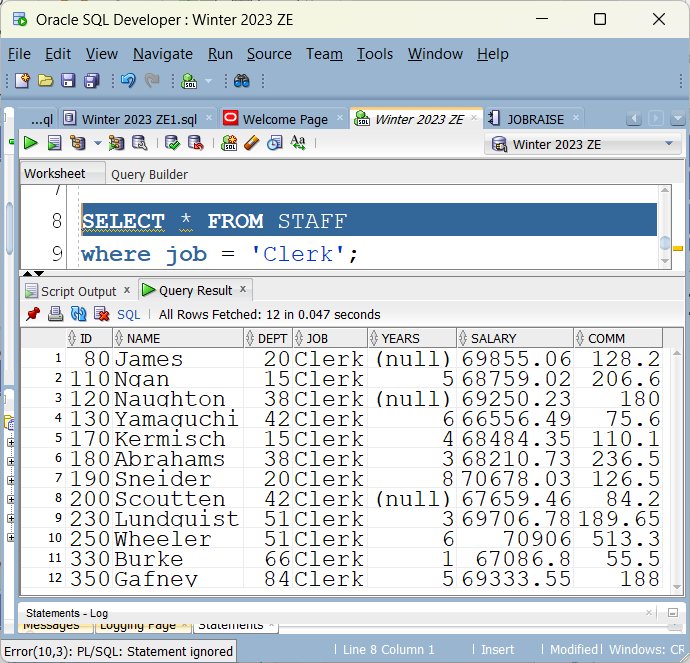 Oracle SQL Developer : Winter 2023 ZE
File Edit View Navigate Run Source Team Tools Window Help
...ql Winter 2023 ZE1.sql Welcome Page Winter 2023 ZE JOBRAISE
Winter 2023 ZE
Worksheet Query Builder
7
8 SELECT * FROM STAFF
9 where job = 'Clerk';
Script Output x Query Result x
SQL | All Rows Fetched: 12 in 0.047 seconds
ID NAME DEPT JOB YEARS SALARY COMM
1 80 James 20 Clerk (null) 69855.06 128.2
2 110 Ngan 15 Clerk 5 68759.02 206.6
3 120 Naughton 38 Clerk (null) 69250.23 180
4 130 Yamaguchi 42 Clerk 6 66556.49 75.6
5 170 Kermisch 15 Clerk 4 68484.35 110.1
6 180 Abrahams 38 Clerk 3 68210.73 236.5
7 190 Sneider 20 Clerk 8 70678.03 126.5
8 200 Scoutten 42 Clerk (null) 67659.46 84.2
9 230 Lundquist 51 Clerk 3 69706.78 189.65
10 250 Wheeler 51 Clerk 6 70906 513.3
11 330 Burke 66 Clerk 1 67086.8 55.5
12 350 Gafney 84 Clerk 5 69333.55 188
Statements - Log
Messages Logging Page Statements
Error(10,3): PL/SQL: Statement ignored | Line 8 Column 1 | Insert | Modified | Windows: CR